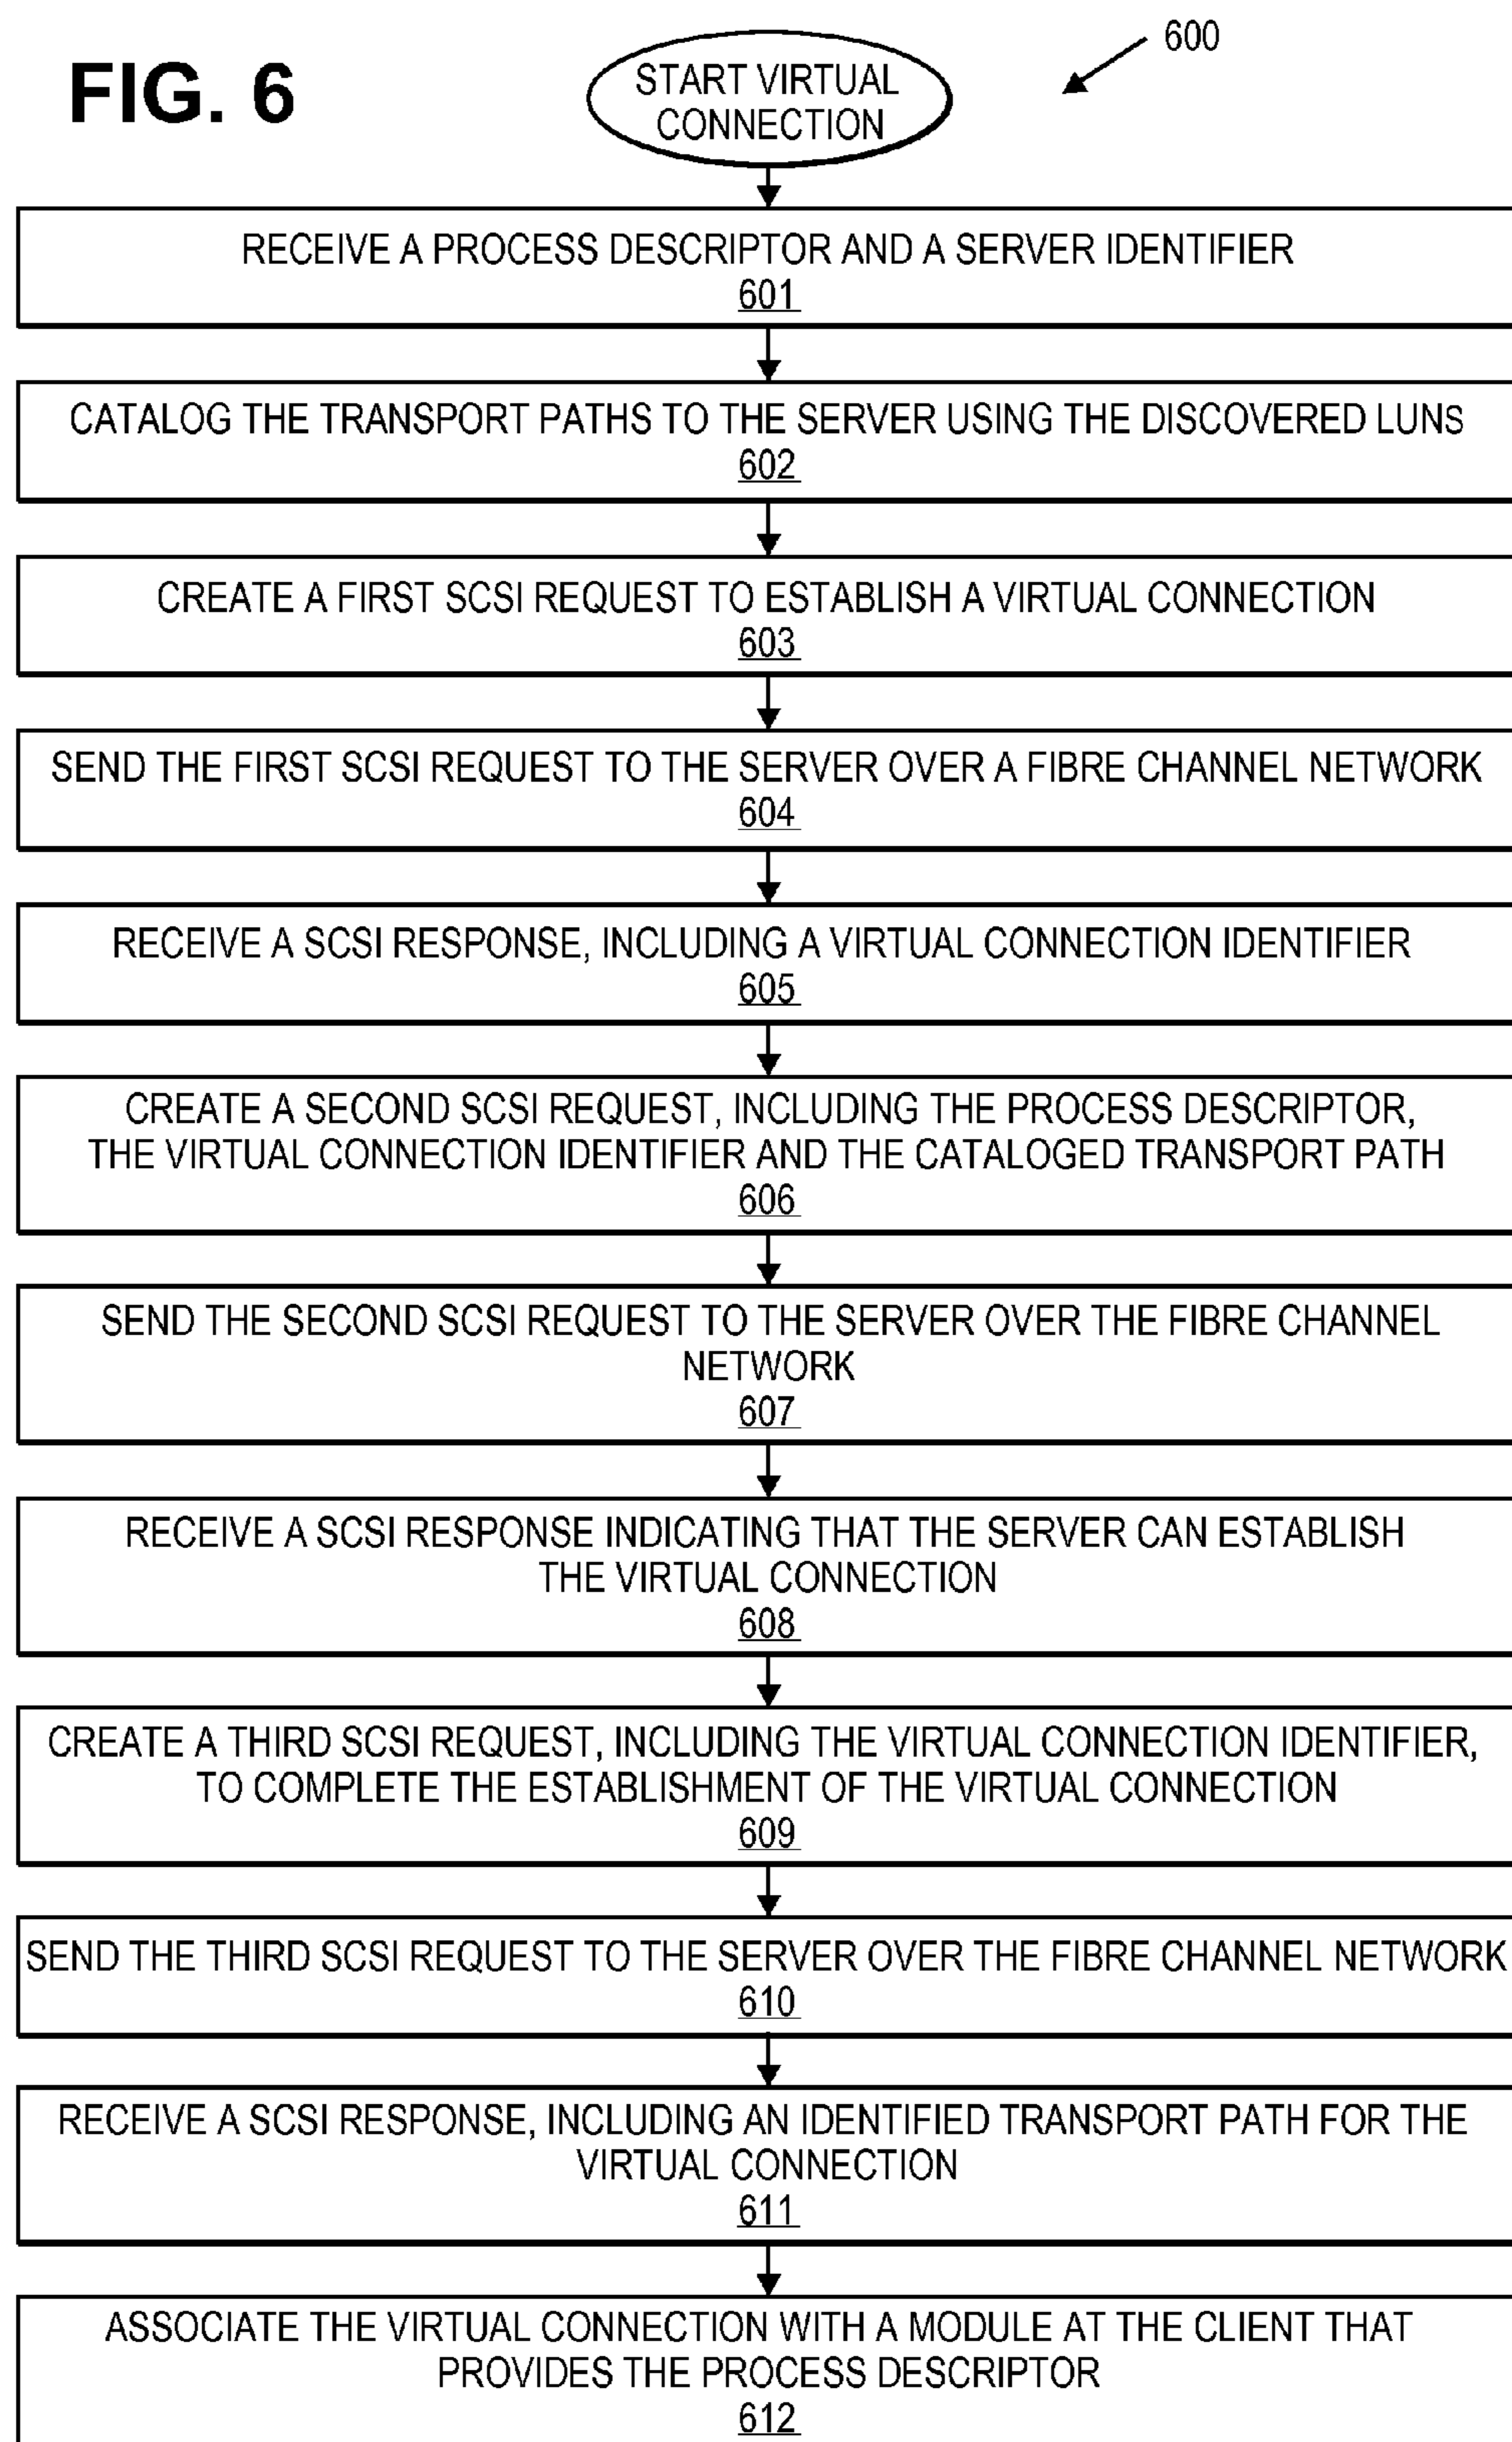 FIG. 6
600
START VIRTUAL
CONNECTION
RECEIVE A PROCESS DESCRIPTOR AND A SERVER IDENTIFIER
601
CATALOG THE TRANSPORT PATHS TO THE SERVER USING THE DISCOVERED LUNS
602
CREATE A FIRST SCSI REQUEST TO ESTABLISH A VIRTUAL CONNECTION
603
SEND THE FIRST SCSI REQUEST TO THE SERVER OVER A FIBRE CHANNEL NETWORK
604
RECEIVE A SCSI RESPONSE, INCLUDING A VIRTUAL CONNECTION IDENTIFIER
605
CREATE A SECOND SCSI REQUEST, INCLUDING THE PROCESS DESCRIPTOR,
THE VIRTUAL CONNECTION IDENTIFIER AND THE CATALOGED TRANSPORT PATH
606
SEND THE SECOND SCSI REQUEST TO THE SERVER OVER THE FIBRE CHANNEL
NETWORK
607
RECEIVE A SCSI RESPONSE INDICATING THAT THE SERVER CAN ESTABLISH
THE VIRTUAL CONNECTION
608
CREATE A THIRD SCSI REQUEST, INCLUDING THE VIRTUAL CONNECTION IDENTIFIER,
TO COMPLETE THE ESTABLISHMENT OF THE VIRTUAL CONNECTION
609
SEND THE THIRD SCSI REQUEST TO THE SERVER OVER THE FIBRE CHANNEL NETWORK
610
RECEIVE A SCSI RESPONSE, INCLUDING AN IDENTIFIED TRANSPORT PATH FOR THE
VIRTUAL CONNECTION
611
ASSOCIATE THE VIRTUAL CONNECTION WITH A MODULE AT THE CLIENT THAT
PROVIDES THE PROCESS DESCRIPTOR
612